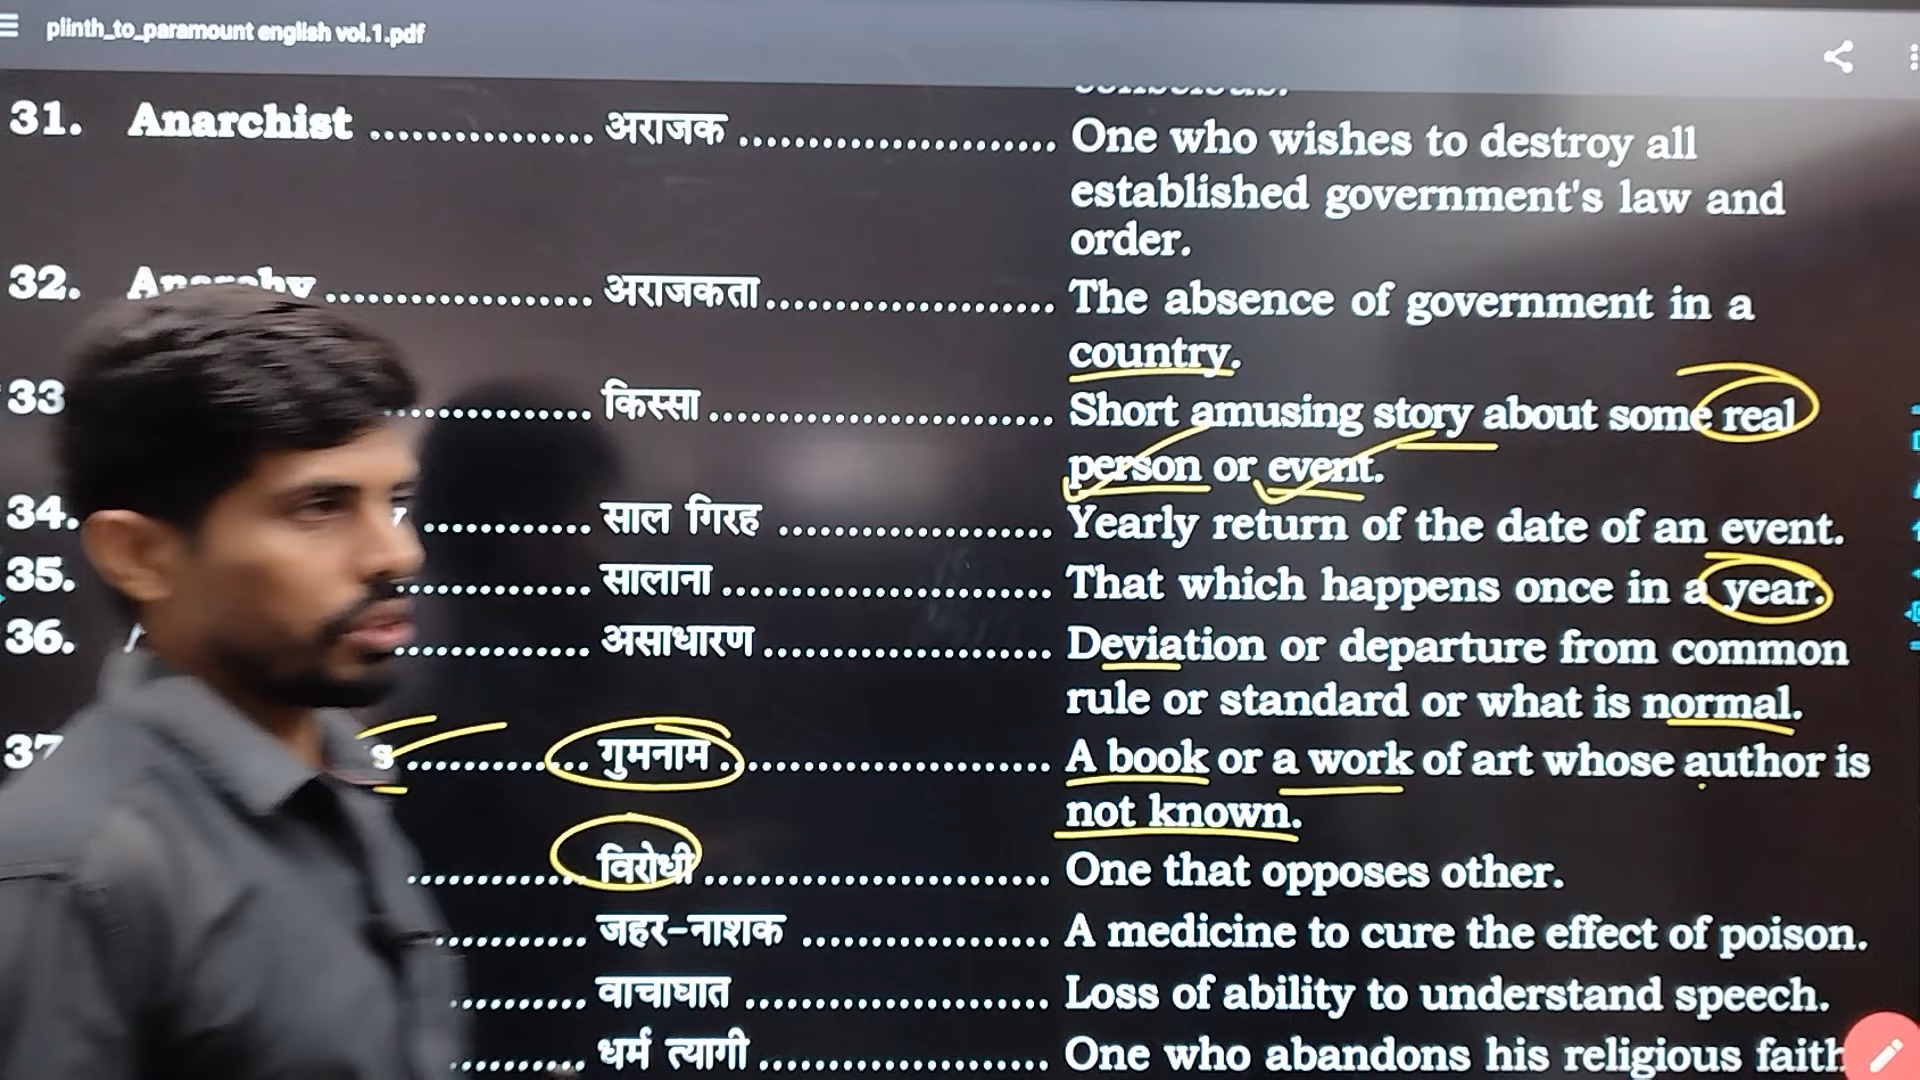 plinth_to_paramount english vol.1.pdf
31. Anarchist ................ अराजक ....................... One who wishes to destroy all
established government's law and
order.
32. Anarchy ................... अराजकता ..................... The absence of government in a
country.
33 ................ किस्सा ......................... Short amusing story about some real
person or event.
34. ............ साल गिरह .................... Yearly return of the date of an event.
35. .............. सालाना ........................ That which happens once in a year.
36. .............. असाधारण ..................... Deviation or departure from common
rule or standard or what is normal.
37 s ............. गुमनाम ........................ A book or a work of art whose author is
not known.
............. विरोधी .......................... One that opposes other.
........... जहर-नाशक .................. A medicine to cure the effect of poison.
.......... वाचाघात ....................... Loss of ability to understand speech.
.......... धर्म त्यागी ...................... One who abandons his religious faith